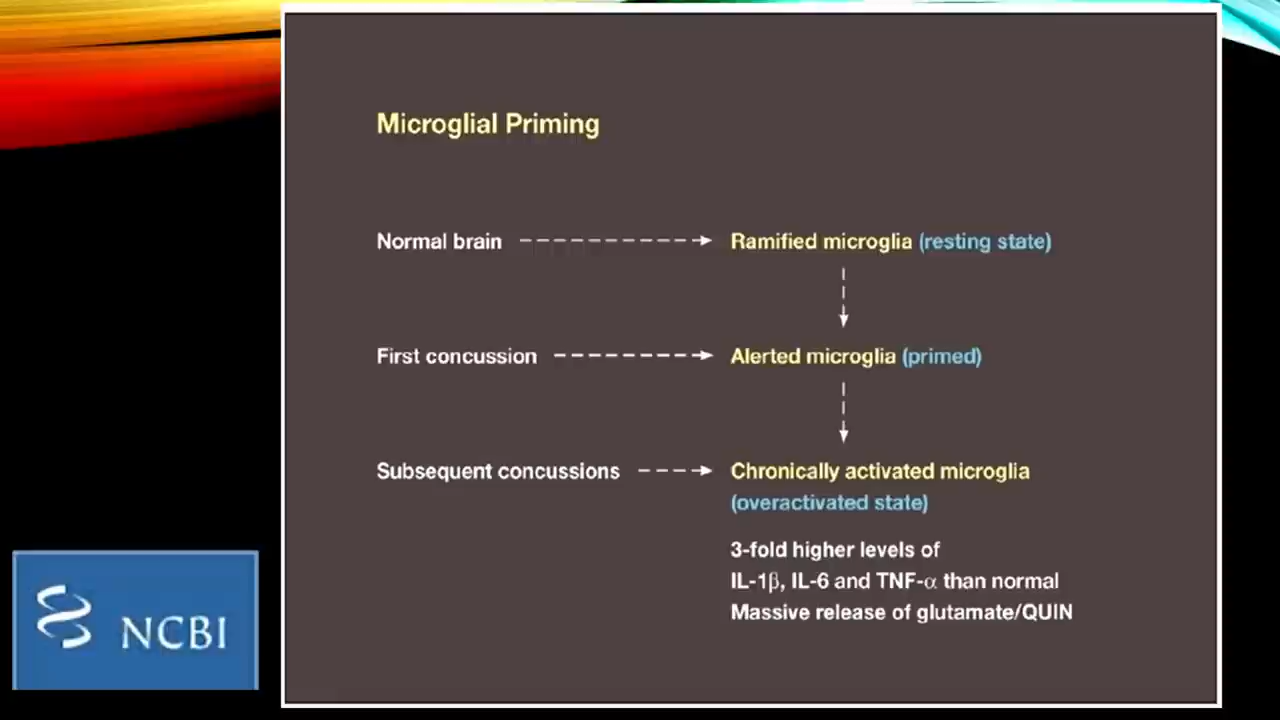 Microglial Priming
Normal brain
Ramified microglia (resting state)
First concussion
Alerted microglia (primed)
Subsequent concussions
Chronically activated microglia
(overactivated state)
3-fold higher levels of
IL-1β, IL-6 and TNF-α than normal
Massive release of glutamate/QUIN
NCBI